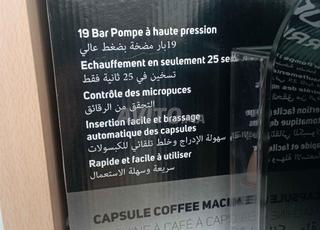 19 Bar Pompe à haute pression
19بار مضخة بضغط عالي
Echauffement en seulement 25 sec
تسخين في 25 ثانية فقط
Contrôle des micropuces
التحقق من الرقائق
Insertion facile et brassage
automatique des capsules
سهولة الإدراج وخلط تلقائي للكبسولات
Rapide et facile à utiliser
سريعة وسهلة الاستعمال
CAPSULE COFFEE MACHINE
CAPSULE